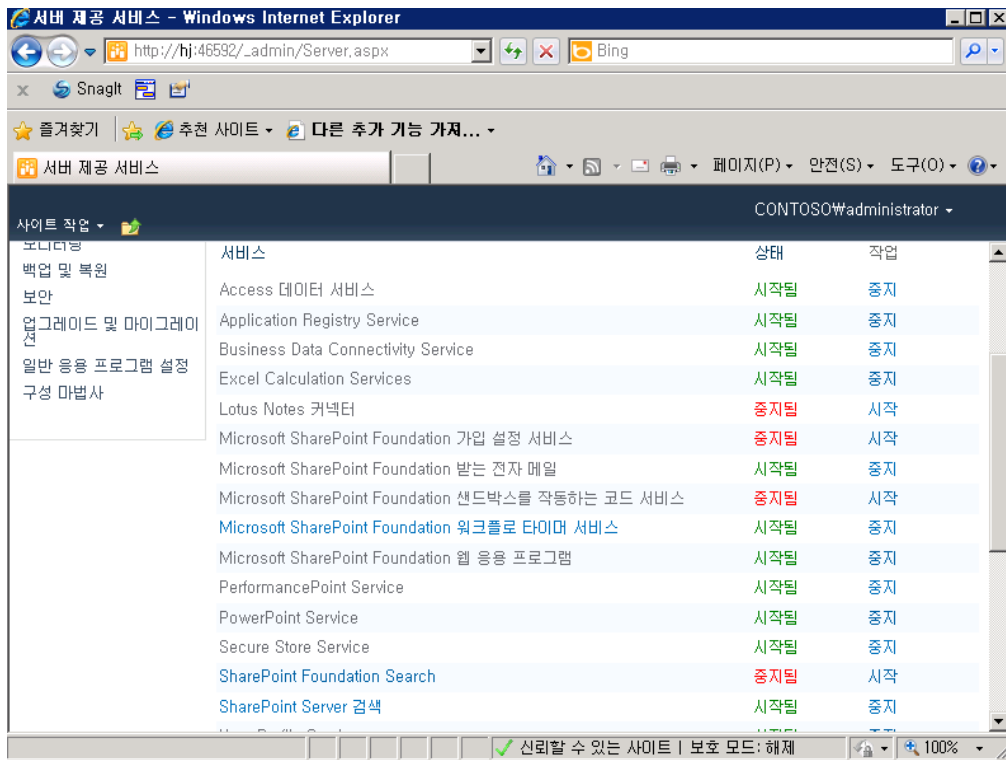 서버 제공 서비스 - Windows Internet Explorer
http://hj:46592/_admin/Server.aspx
Bing
x SnagIt
즐겨찾기 추천 사이트 다른 추가 기능 가져...
서버 제공 서비스 페이지(P) 안전(S) 도구(O)
CONTOSO₩administrator
사이트 작업
모니터링
백업 및 복원
보안
업그레이드 및 마이그레이
션
일반 응용 프로그램 설정
구성 마법사
서비스 상태 작업
Access 데이터 서비스 시작됨 중지
Application Registry Service 시작됨 중지
Business Data Connectivity Service 시작됨 중지
Excel Calculation Services 시작됨 중지
Lotus Notes 커넥터 중지됨 시작
Microsoft SharePoint Foundation 가입 설정 서비스 중지됨 시작
Microsoft SharePoint Foundation 받는 전자 메일 시작됨 중지
Microsoft SharePoint Foundation 샌드박스를 작동하는 코드 서비스 중지됨 시작
Microsoft SharePoint Foundation 워크플로 타이머 서비스 시작됨 중지
Microsoft SharePoint Foundation 웹 응용 프로그램 시작됨 중지
PerformancePoint Service 시작됨 중지
PowerPoint Service 시작됨 중지
Secure Store Service 시작됨 중지
SharePoint Foundation Search 중지됨 시작
SharePoint Server 검색 시작됨 중지
신뢰할 수 있는 사이트 | 보호 모드: 해제 100%